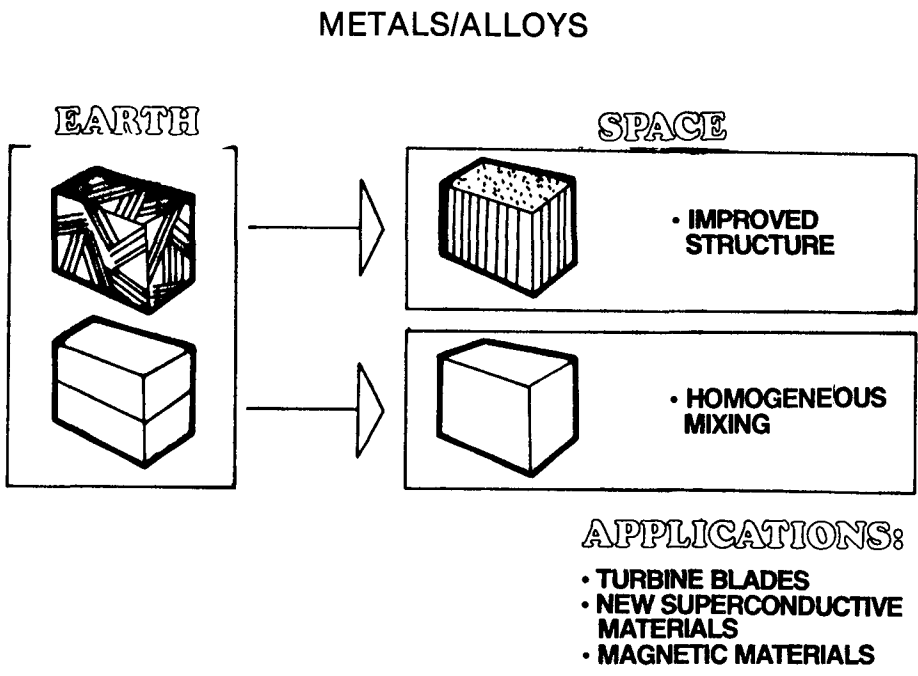 METALS/ALLOYS
EARTH
SPACE
• IMPROVED
STRUCTURE
• HOMOGENEOUS
MIXING
APPLICATIONS:
• TURBINE BLADES
• NEW SUPERCONDUCTIVE
MATERIALS
• MAGNETIC MATERIALS